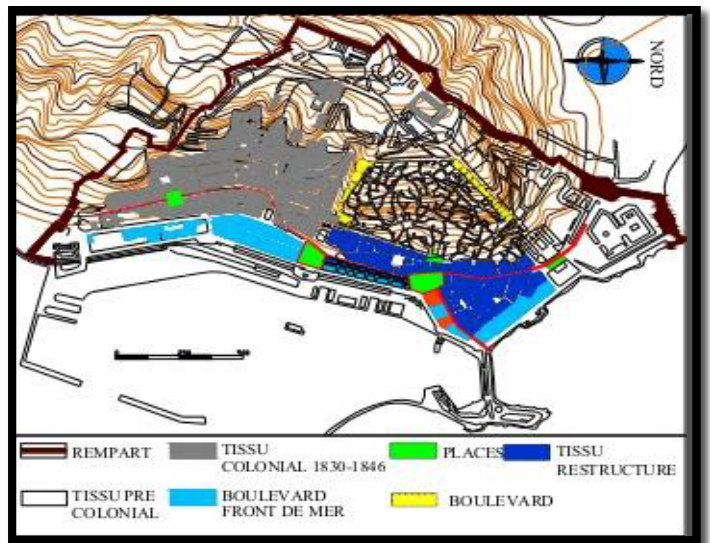 NORD
REMPART
TISSU
COLONIAL 1830-1846
PLACES
TISSU
RESTRUCTURE
TISSU PRE
COLONIAL
BOULEVARD
FRONT DE MER
BOULEVARD